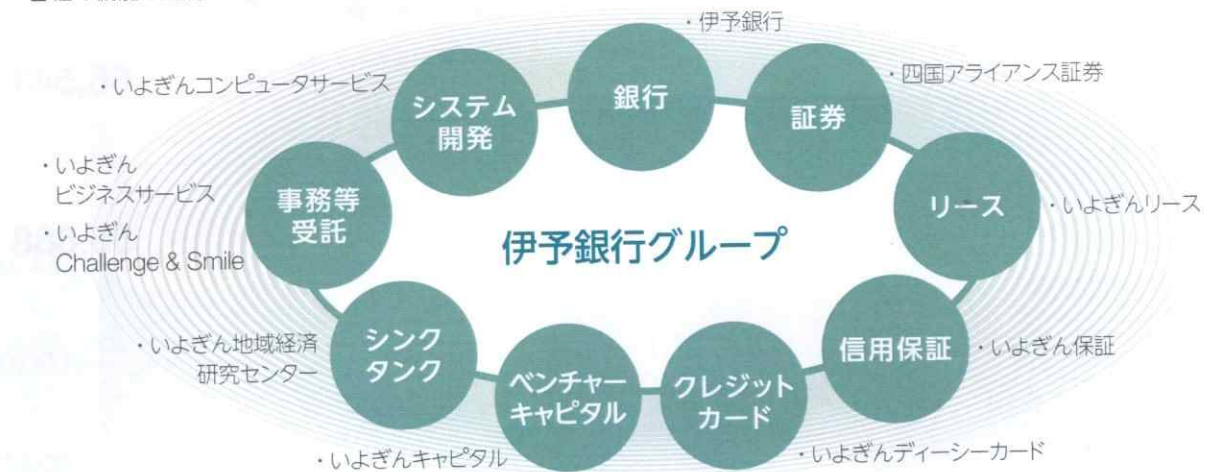 ・伊予銀行
銀行
・四国アライアンス証券
証券
・いよぎんリース
リース
・いよぎん保証
信用保証
・いよぎんディーシーカード
クレジット
カード
・いよぎんキャピタル
ベンチャー
キャピタル
・いよぎん地域経済
研究センター
シンク
タンク
・いよぎん
ビジネスサービス
・いよぎん
Challenge & Smile
事務等
受託
・いよぎんコンピュータサービス
システム
開発
伊予銀行グループ